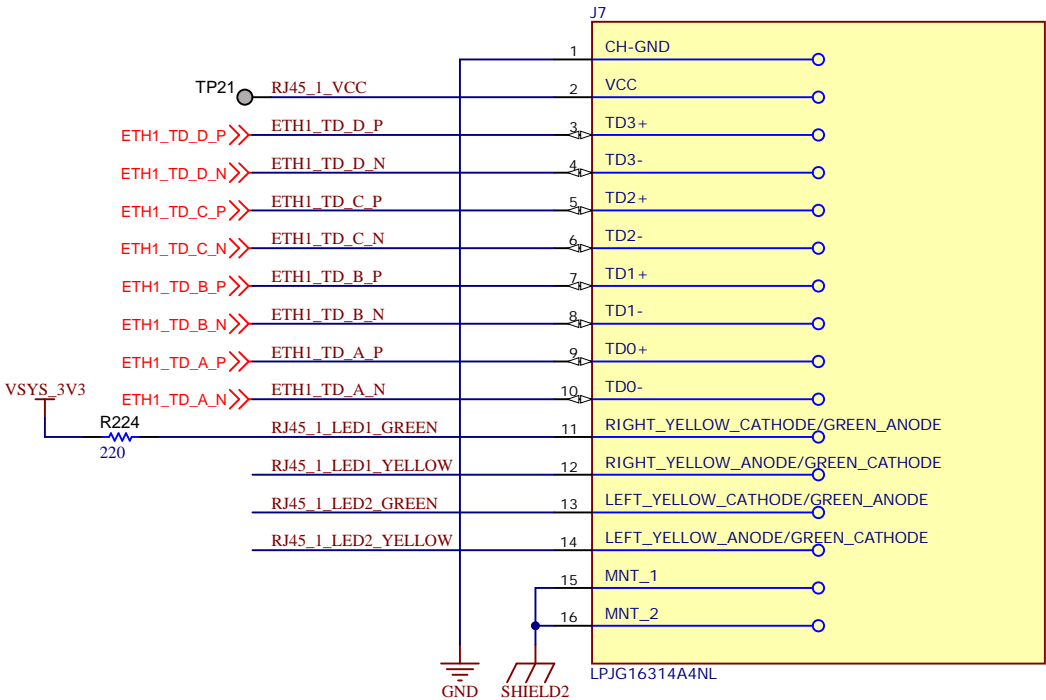 J7
1 CH-GND
TP21 RJ45_1_VCC 2 VCC
ETH1_TD_D_P ETH1_TD_D_P 3 TD3+
ETH1_TD_D_N ETH1_TD_D_N 4 TD3-
ETH1_TD_C_P ETH1_TD_C_P 5 TD2+
ETH1_TD_C_N ETH1_TD_C_N 6 TD2-
ETH1_TD_B_P ETH1_TD_B_P 7 TD1+
ETH1_TD_B_N ETH1_TD_B_N 8 TD1-
ETH1_TD_A_P ETH1_TD_A_P 9 TD0+
VSYS_3V3 ETH1_TD_A_N ETH1_TD_A_N 10 TD0-
R224 RJ45_1_LED1_GREEN 11 RIGHT_YELLOW_CATHODE/GREEN_ANODE
220
RJ45_1_LED1_YELLOW 12 RIGHT_YELLOW_ANODE/GREEN_CATHODE
RJ45_1_LED2_GREEN 13 LEFT_YELLOW_CATHODE/GREEN_ANODE
RJ45_1_LED2_YELLOW 14 LEFT_YELLOW_ANODE/GREEN_CATHODE
15 MNT_1
16 MNT_2
LPJG16314A4NL
GND SHIELD2